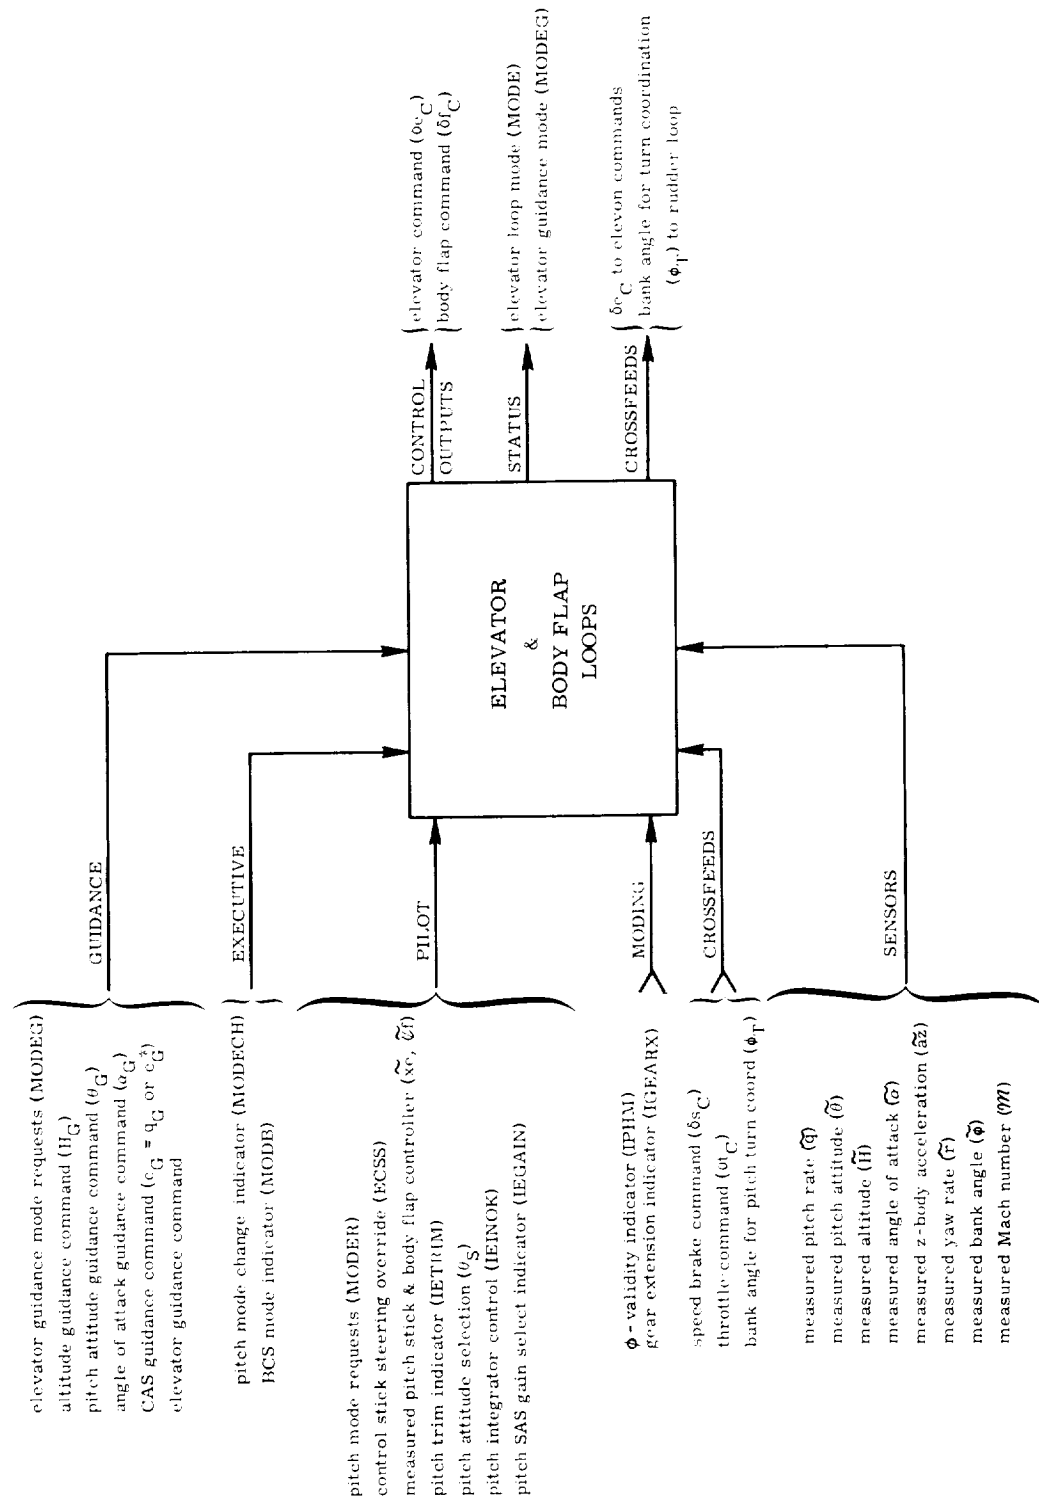 elevator guidance mode requests (MODEG)
altitude guidance command (H_G)
pitch attitude guidance command (θ_G)
angle of attack guidance command (α_G)
CAS guidance command (c_G = q_G or c*_G)
elevator guidance command
GUIDANCE
pitch mode change indicator (MODECH)
BCS mode indicator (MODB)
EXECUTIVE
pitch mode requests (MODER)
control stick steering override (ECSS)
measured pitch stick & body flap controller
pitch trim indicator (IETRIM)
pitch attitude selection (θ_S)
pitch integrator control (IEINOK)
pitch SAS gain select indicator (IEGAIN)
PILOT
ϕ - validity indicator (IPHM)
gear extension indicator (IGEARX)
MODING
speed brake command (δs_C)
throttle command (δt_C)
bank angle for pitch turn coord (ϕ_T)
CROSSFEEDS
measured pitch rate (q̃)
measured pitch attitude (θ̃)
measured altitude (H̃)
measured angle of attack (α̃)
measured z-body acceleration (ãz)
measured yaw rate (r̃)
measured bank angle (ϕ̃)
measured Mach number (𝓜)
SENSORS
ELEVATOR
&
BODY FLAP
LOOPS
CONTROL
OUTPUTS
elevator command (δe_C)
body flap command (δf_C)
STATUS
elevator loop mode (MODE)
elevator guidance mode (MODEG)
CROSSFEEDS
δe_C to elevon commands
bank angle for turn coordination
(ϕ_T) to rudder loop